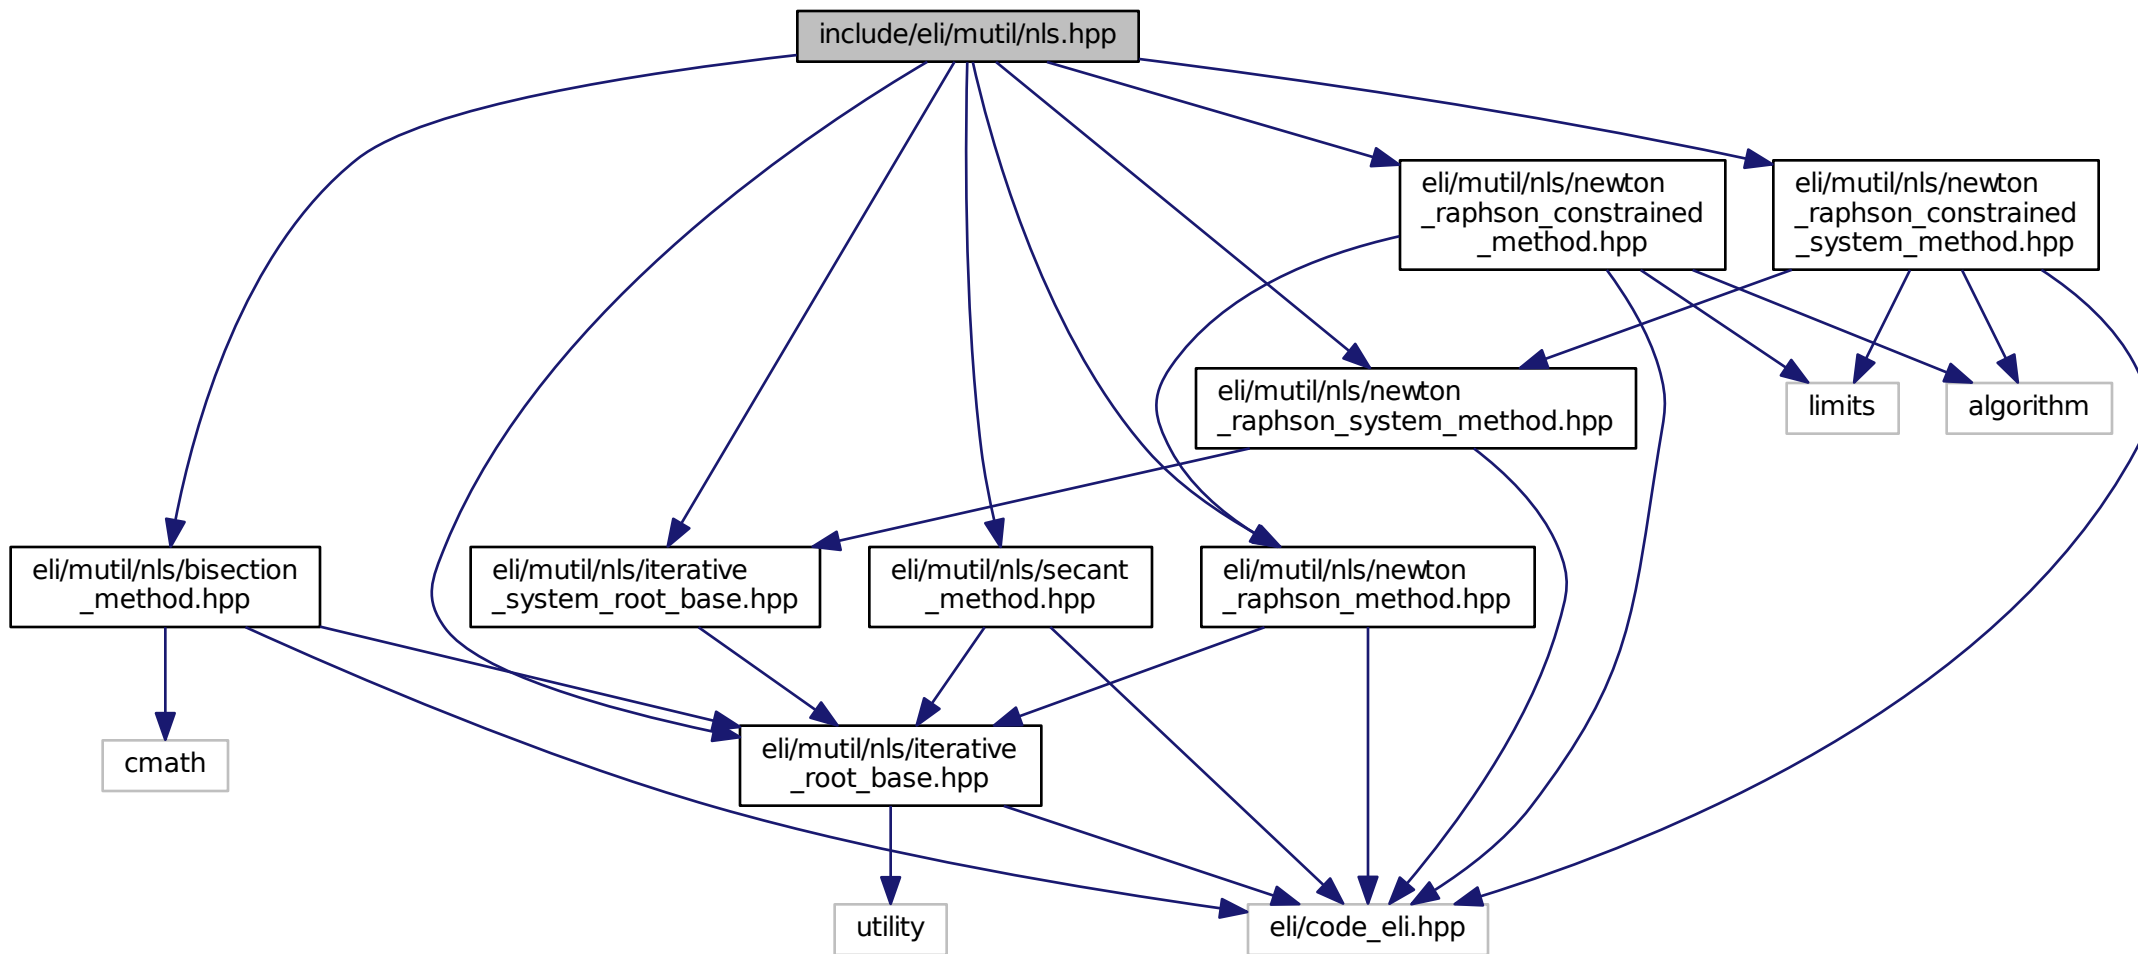 include/eli/mutil/nls.hpp
eli/mutil/nls/newton
_raphson_constrained
_method.hpp
eli/mutil/nls/newton
_raphson_constrained
_system_method.hpp
eli/mutil/nls/newton
_raphson_system_method.hpp
limits
algorithm
eli/mutil/nls/bisection
_method.hpp
eli/mutil/nls/iterative
_system_root_base.hpp
eli/mutil/nls/secant
_method.hpp
eli/mutil/nls/newton
_raphson_method.hpp
cmath
eli/mutil/nls/iterative
_root_base.hpp
utility
eli/code_eli.hpp